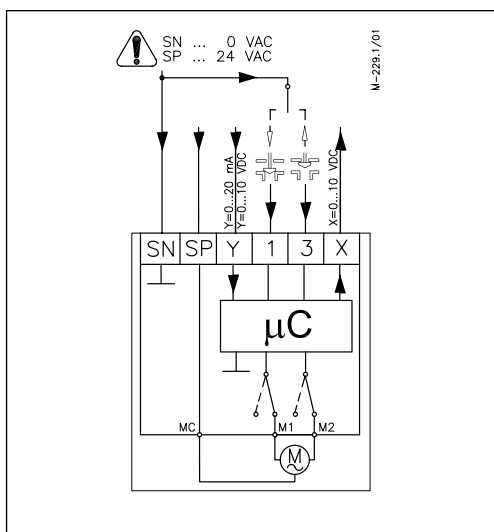 SN ... 0 VAC
SP ... 24 VAC
M-229.1/01
Y=0...20 mA
Y=0...10 VDC
X=0...10 VDC
SN SP Y 1 3 X
µC
MC M1 M2
M